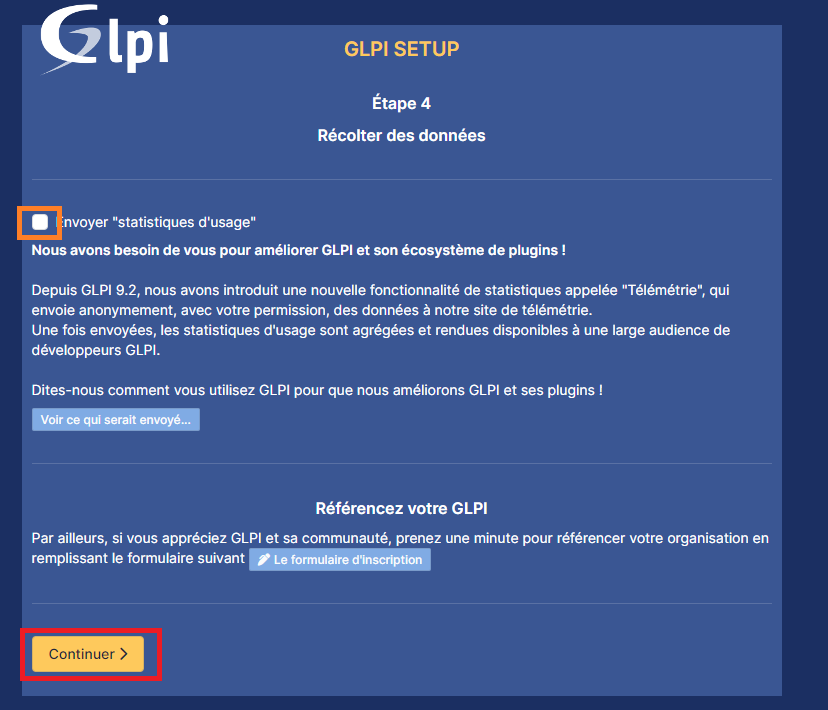 Glpi
GLPI SETUP
Étape 4
Récolter des données
Envoyer "statistiques d'usage"
Nous avons besoin de vous pour améliorer GLPI et son écosystème de plugins !
Depuis GLPI 9.2, nous avons introduit une nouvelle fonctionnalité de statistiques appelée "Télémétrie", qui
envoie anonymement, avec votre permission, des données à notre site de télémétrie.
Une fois envoyées, les statistiques d'usage sont agrégées et rendues disponibles à une large audience de
développeurs GLPI.
Dites-nous comment vous utilisez GLPI pour que nous améliorons GLPI et ses plugins !
Voir ce qui serait envoyé...
Référencez votre GLPI
Par ailleurs, si vous appréciez GLPI et sa communauté, prenez une minute pour référencer votre organisation en
remplissant le formulaire suivant Le formulaire d'inscription
Continuer